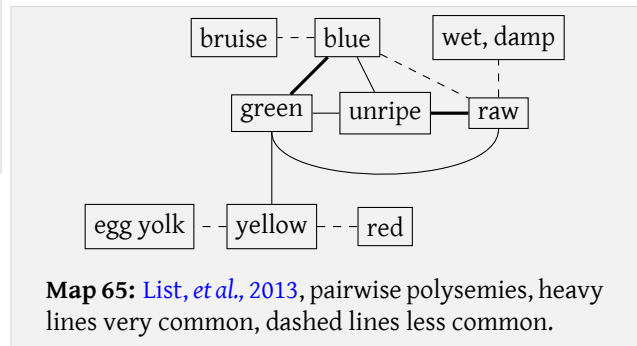 bruise blue wet, damp
green unripe raw
egg yolk yellow red
Map 65: List, et al., 2013, pairwise polysemies, heavy
lines very common, dashed lines less common.